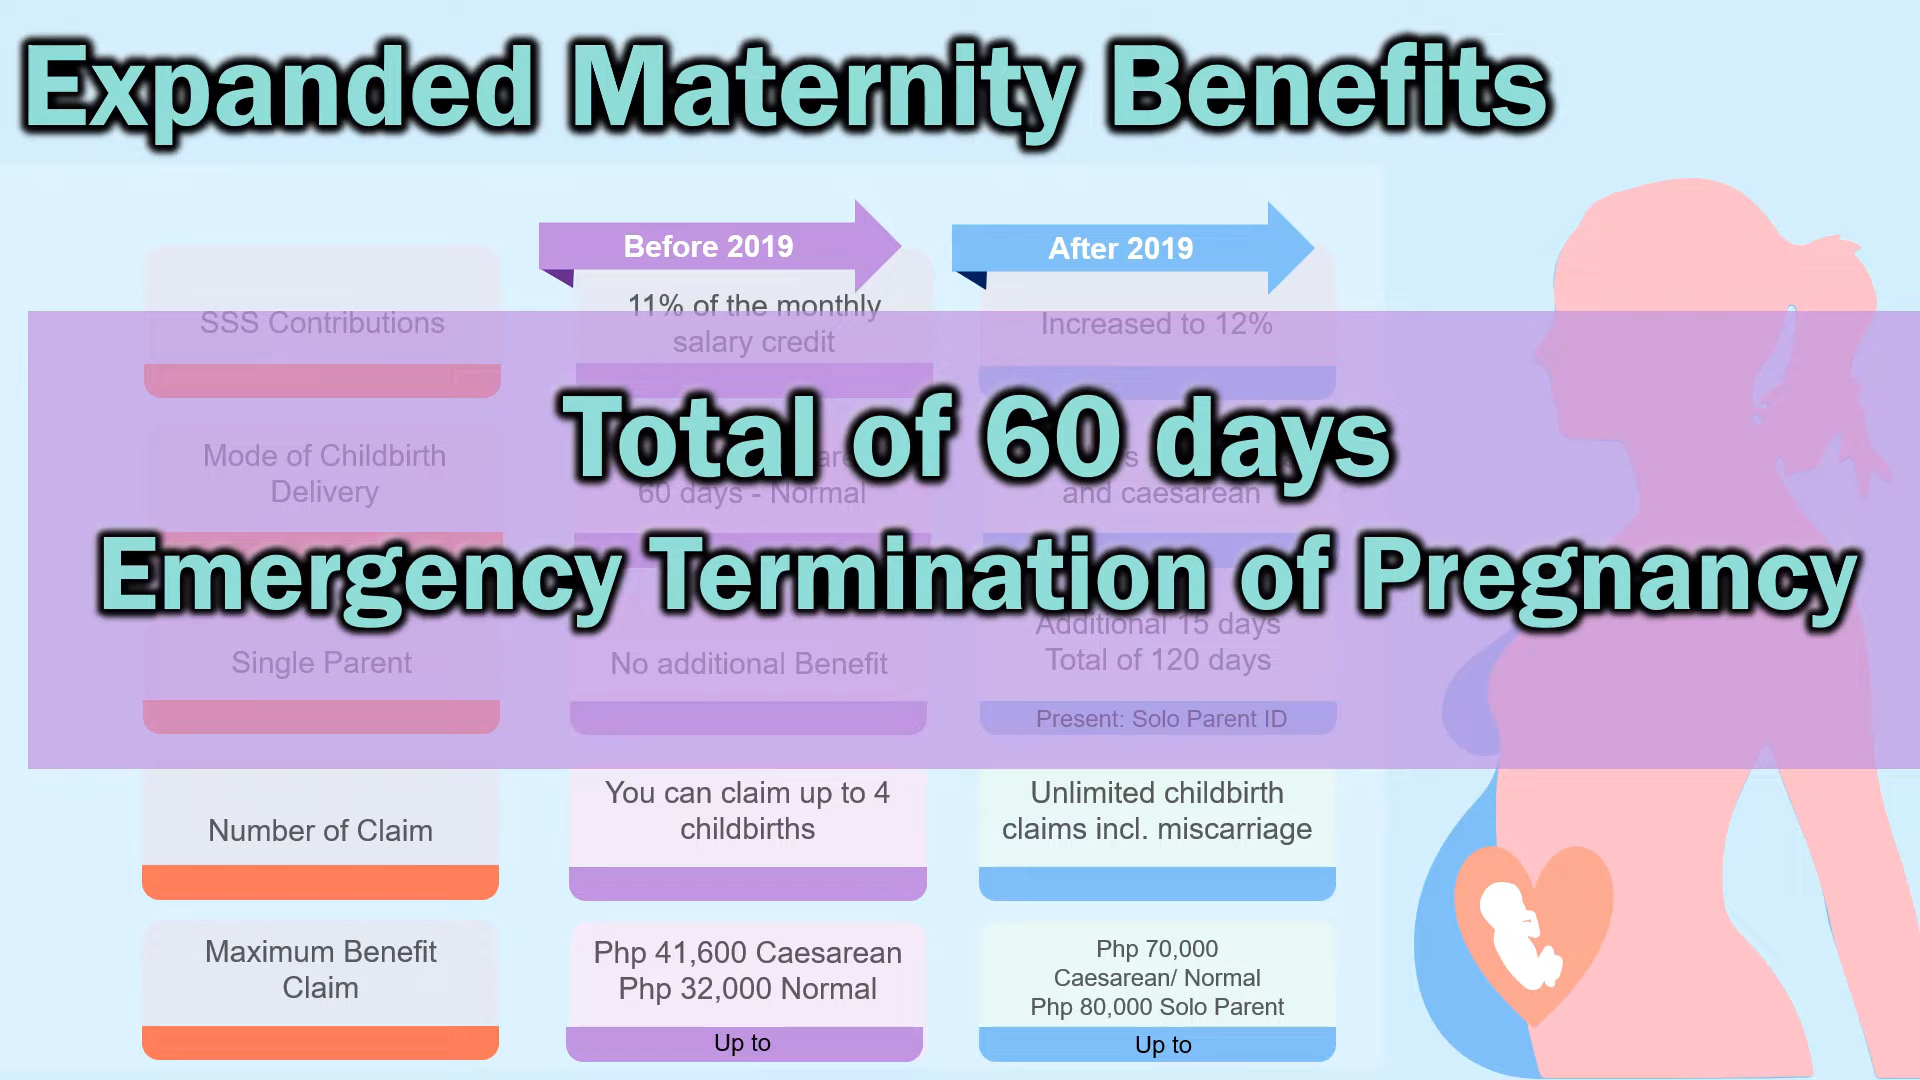 Expanded Maternity Benefits
Before 2019
After 2019
SSS Contributions
11% of the monthly
salary credit
Increased to 12%
Total of 60 days
Mode of Childbirth
Delivery
60 days - Normal
and caesarean
Emergency Termination of Pregnancy
Single Parent
No additional Benefit
Additional 15 days
Total of 120 days
Present: Solo Parent ID
Number of Claim
You can claim up to 4
childbirths
Unlimited childbirth
claims incl. miscarriage
Maximum Benefit
Claim
Php 41,600 Caesarean
Php 32,000 Normal
Up to
Php 70,000
Caesarean/ Normal
Php 80,000 Solo Parent
Up to